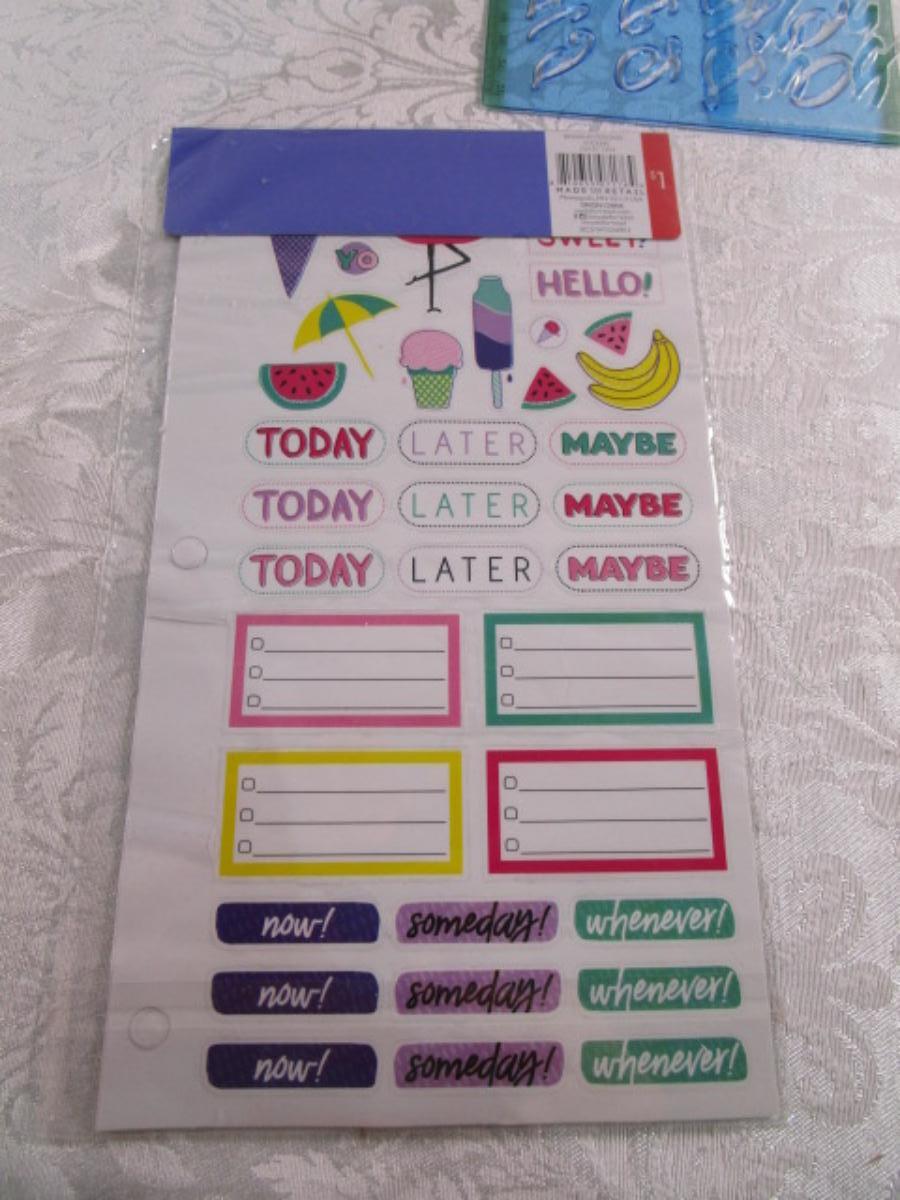 $1
MADE FOR RETAIL
YO
SWEET!
HELLO!
TODAY LATER MAYBE
TODAY LATER MAYBE
TODAY LATER MAYBE
now! someday! whenever!
now! someday! whenever!
now! someday! whenever!